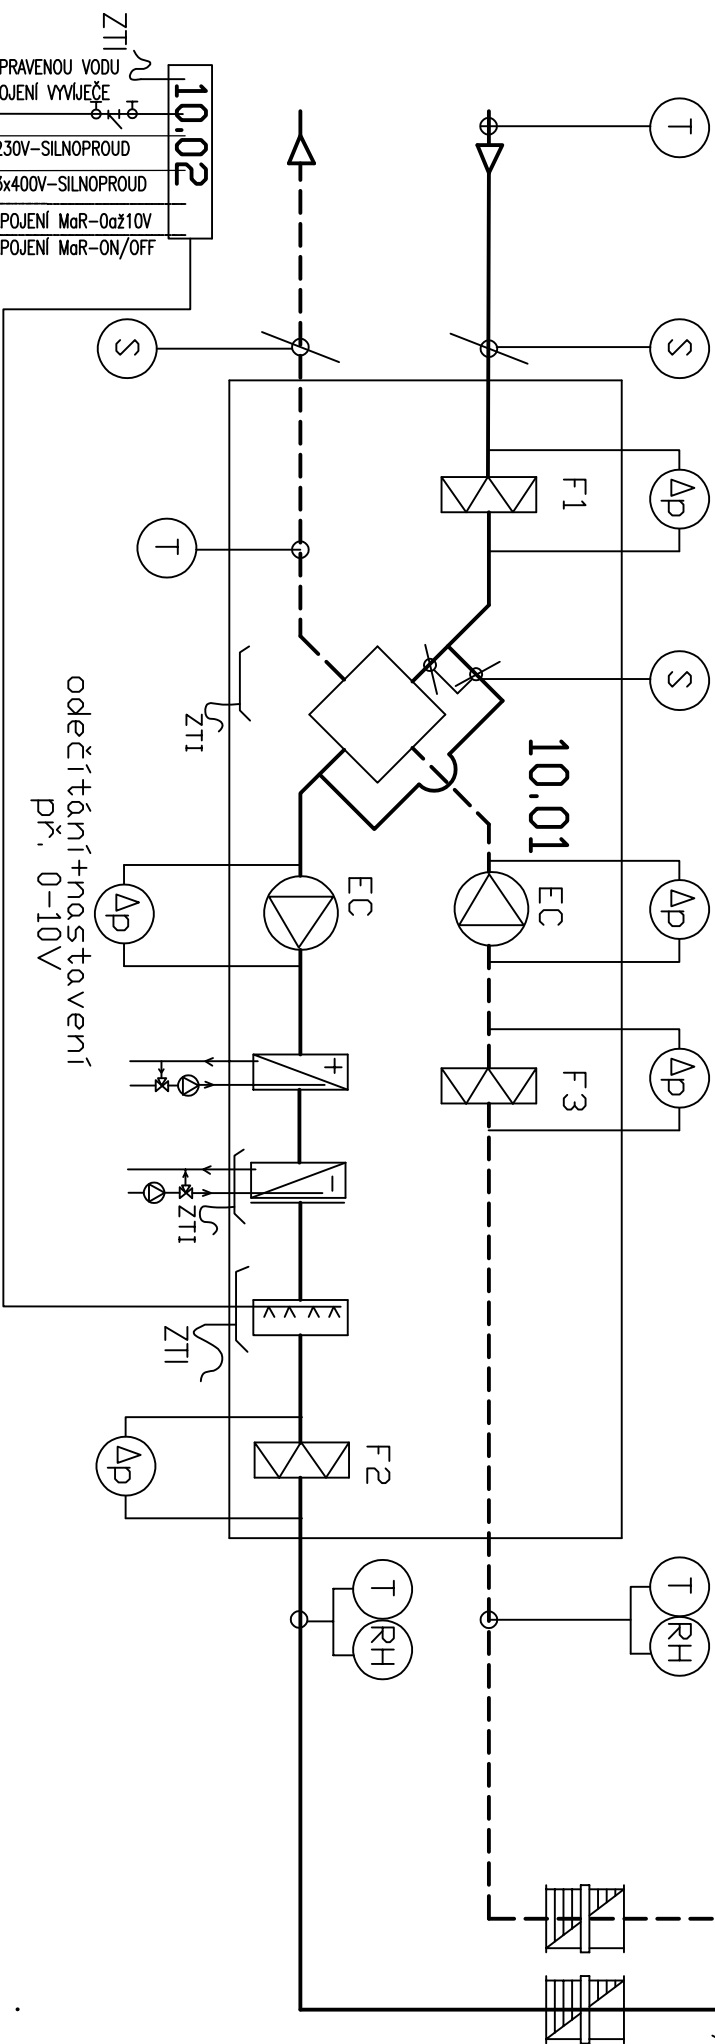 ZTI
PRAVENOU VODU
OJENÍ VYVÍJEČE
230V-SILNOPROUD
3x400V-SILNOPROUD
POJENÍ MaR-0až10V
POJENÍ MaR-ON/OFF
10.02
T
S
S
Δp
F1
T
S
ZTI
10.01
odečítání+nastavení
př. 0-10V
Δp
EC
EC
Δp
+
F3
Δp
-
ZTI
ZTI
Δp
F2
T
RH
T
RH